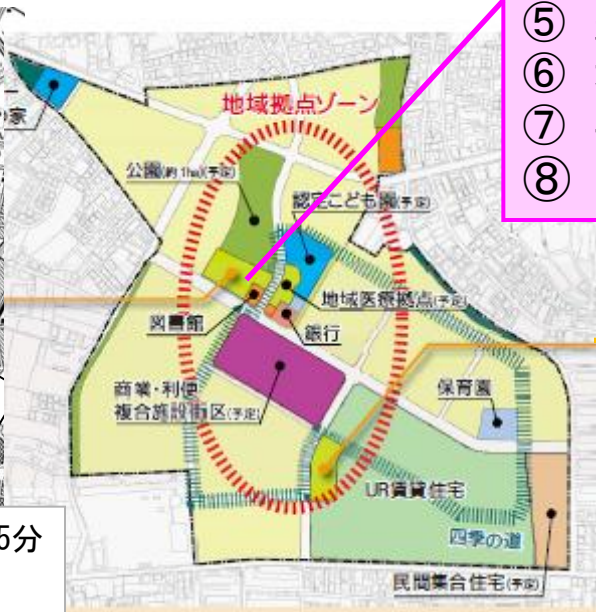 ⑤
⑥
⑦
⑧
家
地域拠点ゾーン
公園(約1ha)(予定)
認定こども園(予定)
地域医療拠点(予定)
図書館
銀行
商業・利便
複合施設街区(予定)
保育園
UR賃貸住宅
四季の道
民間集合住宅(予定)
5分